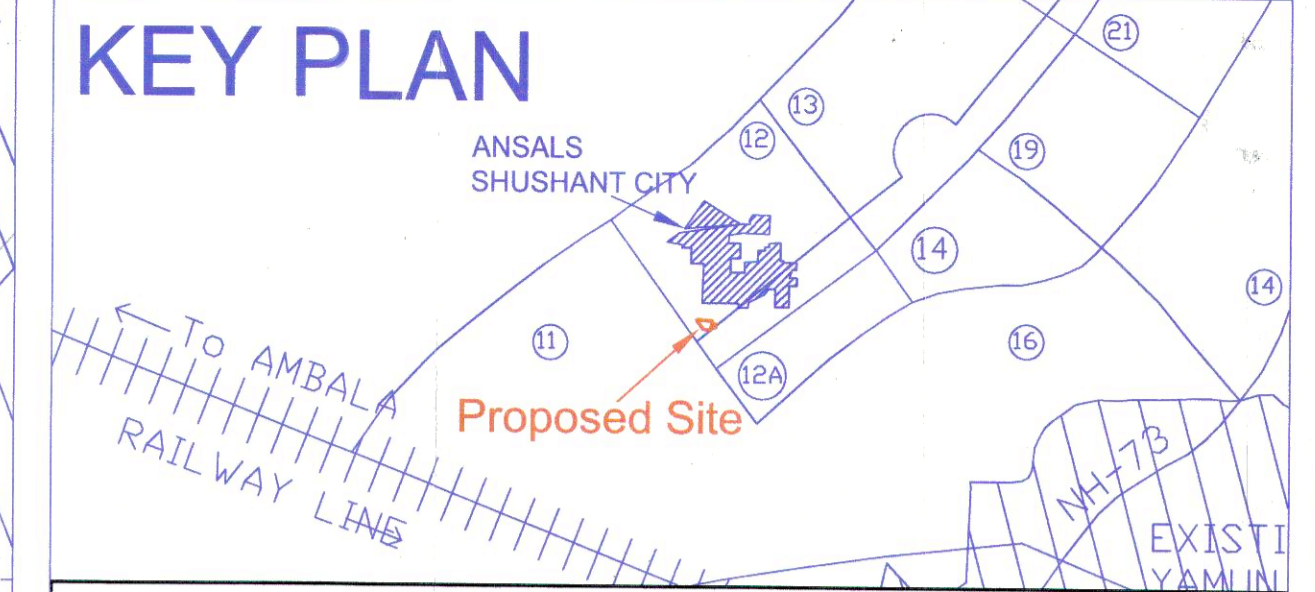 KEY PLAN
ANSALS
SHUSHANT CITY
21
13
12
19
14
14
11
16
12A
To AMBALA
RAILWAY LINE
Proposed Site
NH-73
EXISTI
YAMUN